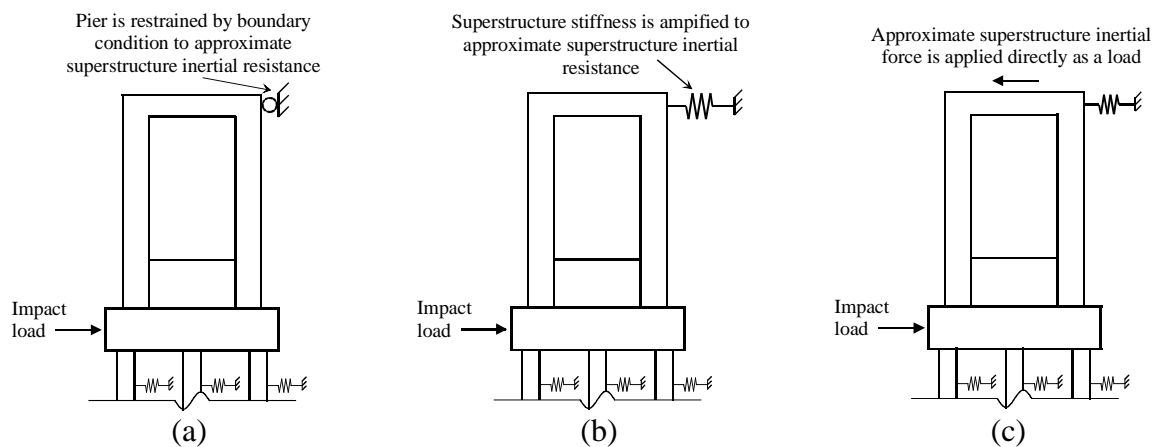 Pier is restrained by boundary
condition to approximate
superstructure inertial resistance
Superstructure stiffness is ampified to
approximate superstructure inertial
resistance
Approximate superstructure inertial
force is applied directly as a load
Impact
load
Impact
load
Impact
load
(a)
(b)
(c)